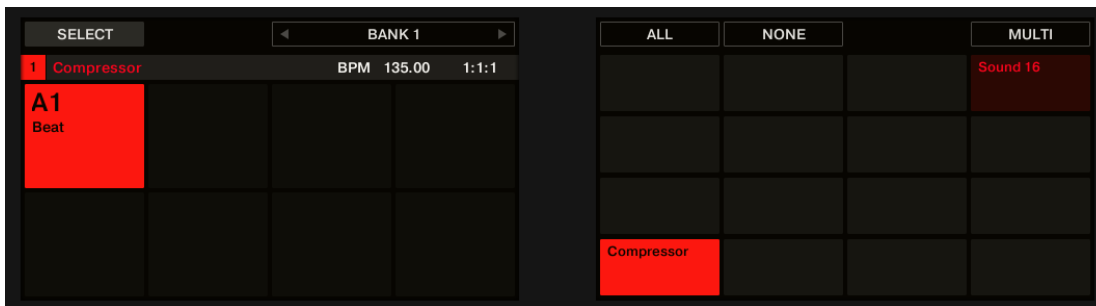 SELECT
BANK 1
1 Compressor BPM 135.00 1:1:1
A1
Beat
ALL NONE MULTI
Sound 16
Compressor